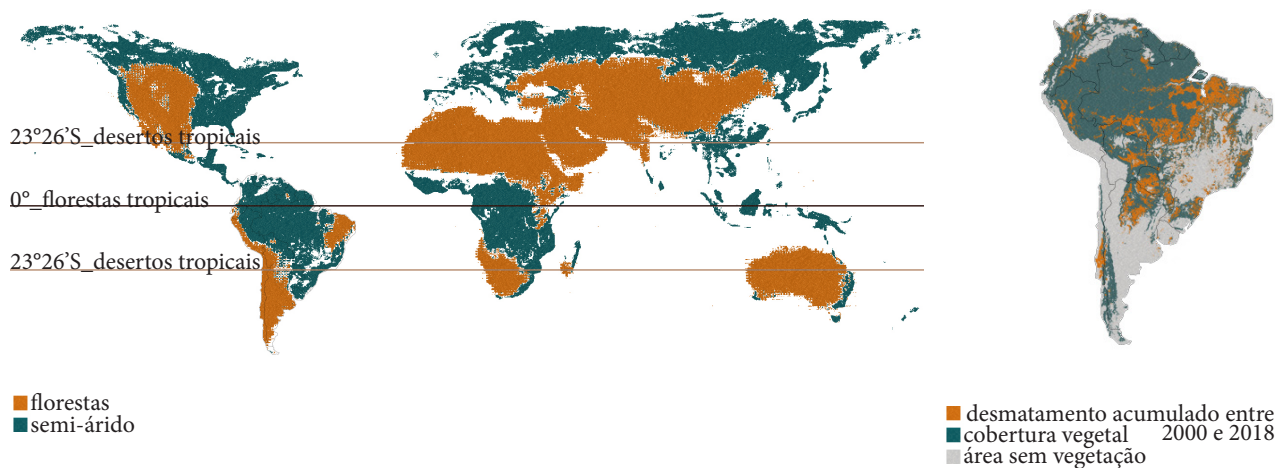 23°26'S_desertos tropicais
0°_florestas tropicais
23°26'S_desertos tropicais
florestas
semi-árido
desmatamento acumulado entre
cobertura vegetal 2000 e 2018
área sem vegetação